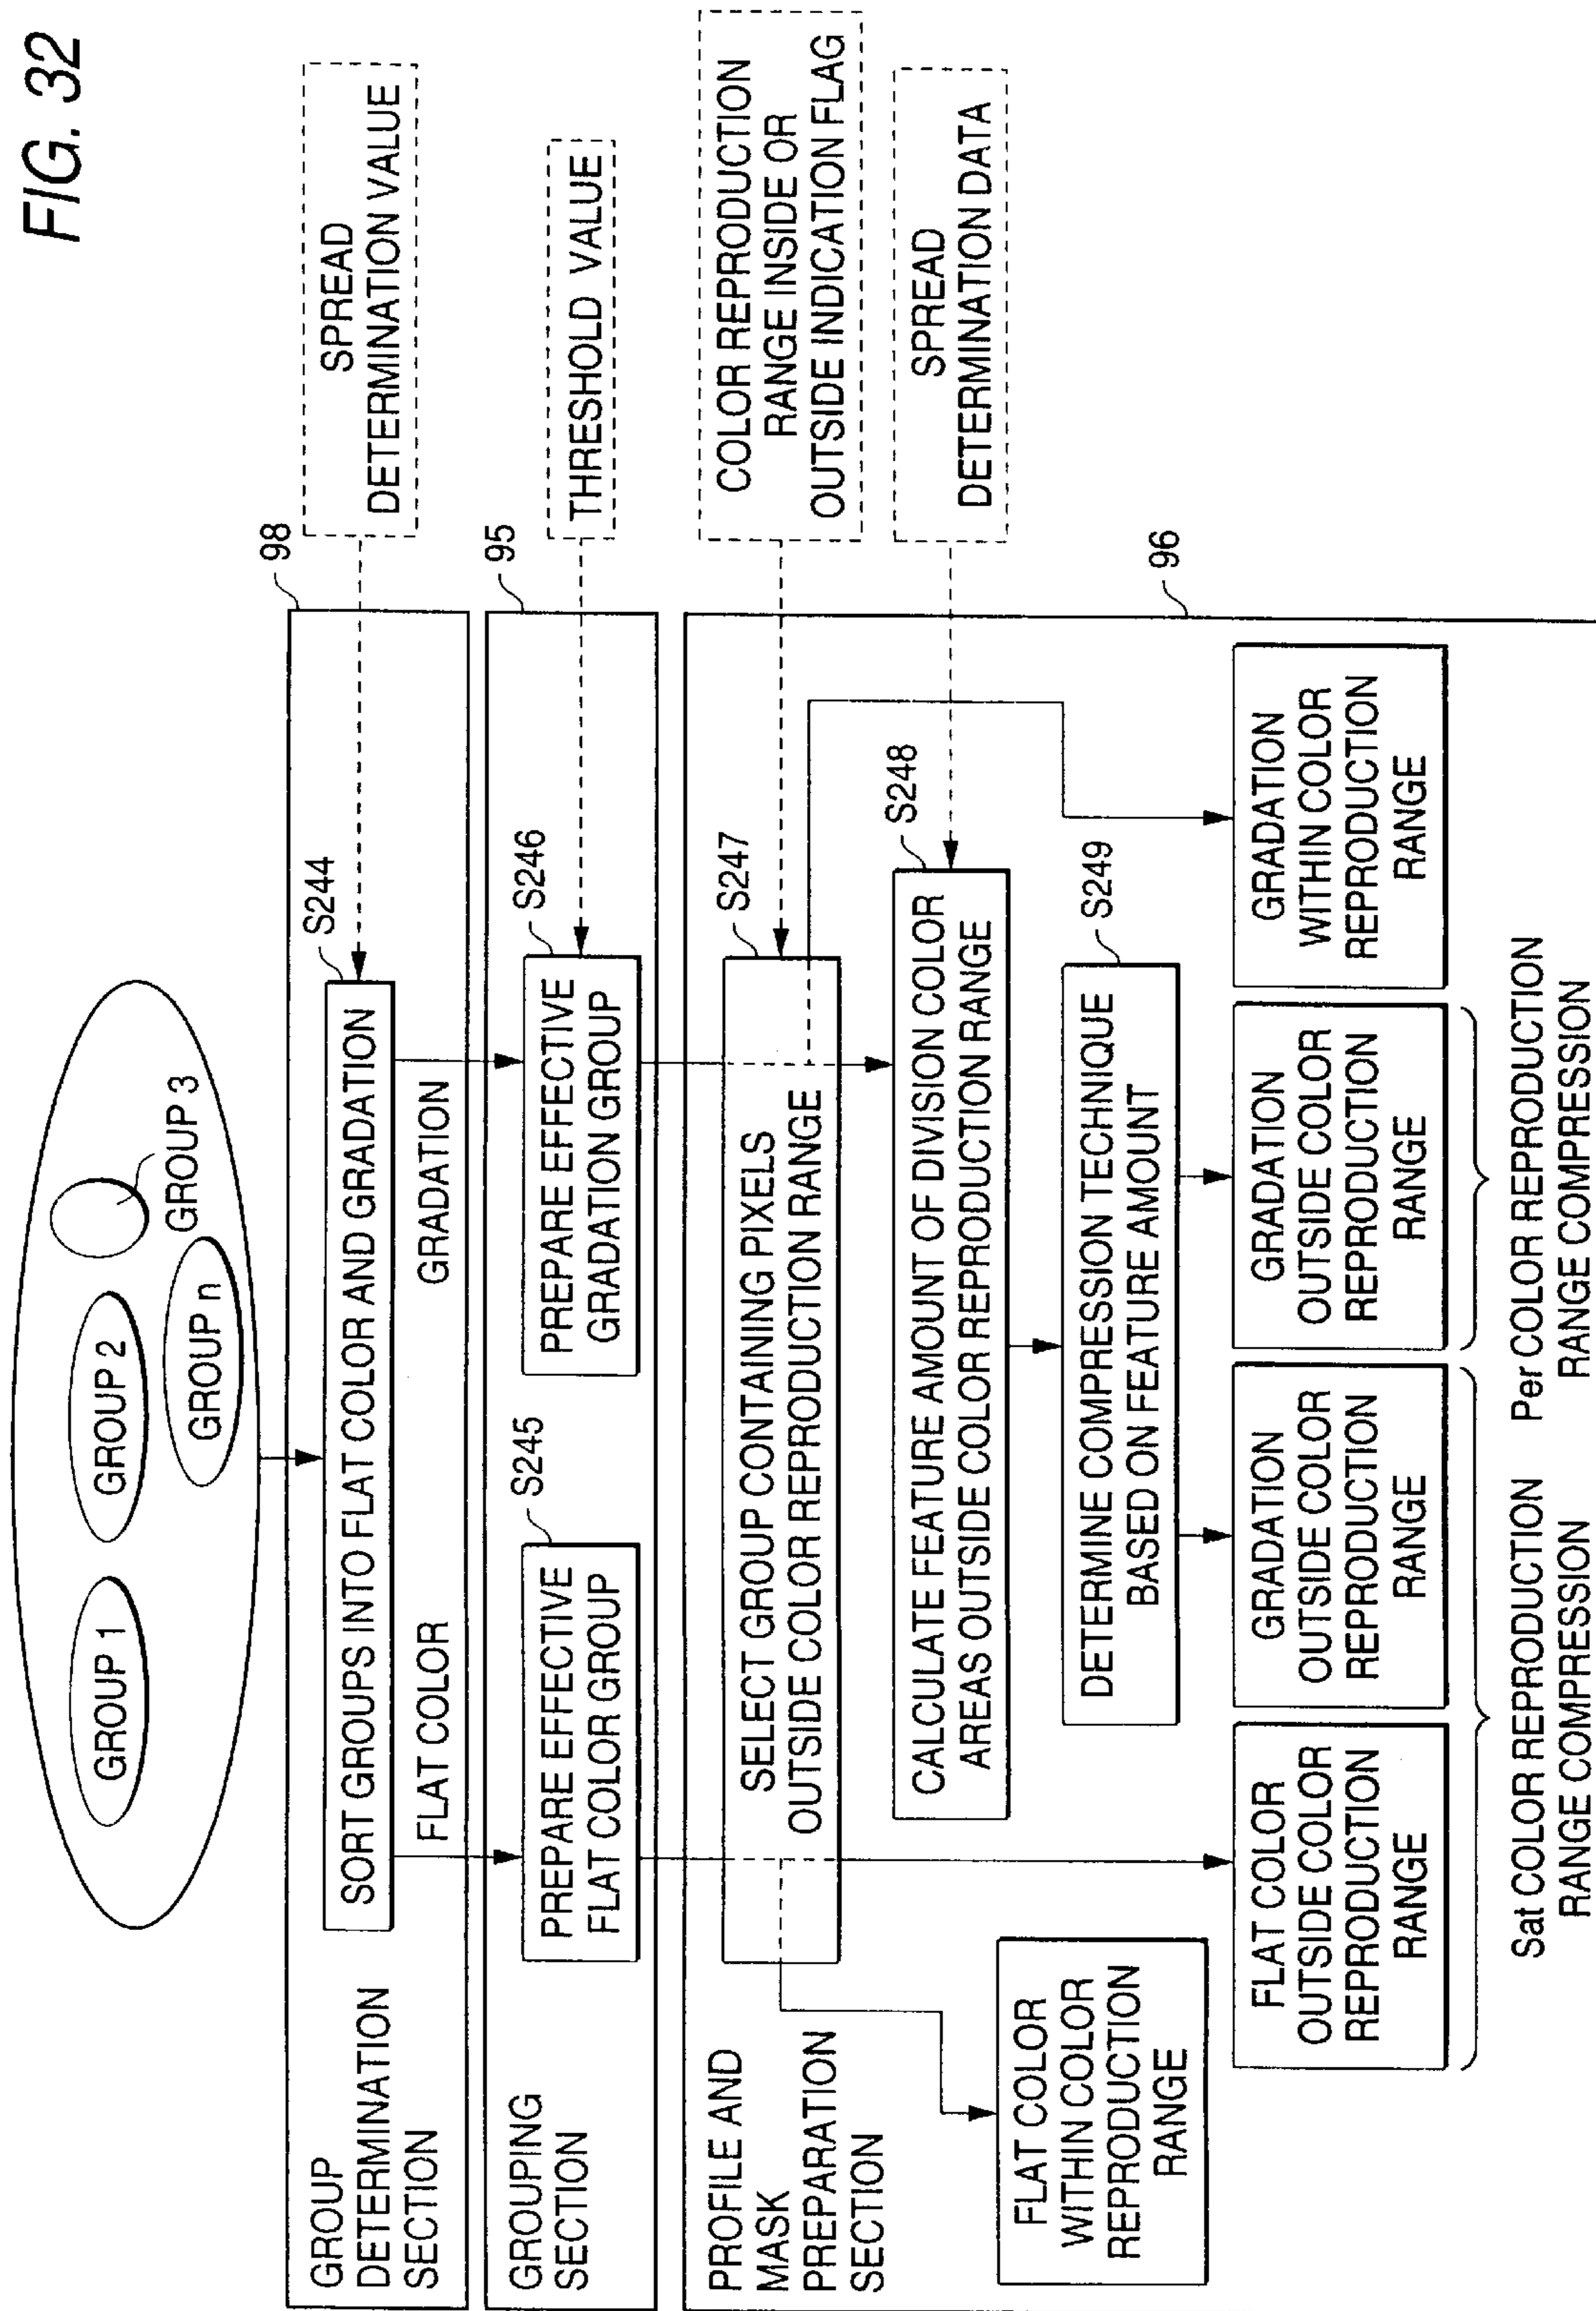 FIG. 32
GROUP 1
GROUP 2
GROUP 3
GROUP n
98
GROUP
DETERMINATION
SECTION
S244
SORT GROUPS INTO FLAT COLOR AND GRADATION
SPREAD
DETERMINATION VALUE
FLAT COLOR
GRADATION
95
GROUPING
SECTION
S245
PREPARE EFFECTIVE
FLAT COLOR GROUP
S246
PREPARE EFFECTIVE
GRADATION GROUP
THRESHOLD VALUE
PROFILE AND
MASK
PREPARATION
SECTION
S247
SELECT GROUP CONTAINING PIXELS
OUTSIDE COLOR REPRODUCTION RANGE
COLOR REPRODUCTION
RANGE INSIDE OR
OUTSIDE INDICATION FLAG
S248
CALCULATE FEATURE AMOUNT OF DIVISION COLOR
AREAS OUTSIDE COLOR REPRODUCTION RANGE
SPREAD
DETERMINATION DATA
S249
DETERMINE COMPRESSION TECHNIQUE
BASED ON FEATURE AMOUNT
96
FLAT COLOR
WITHIN COLOR
REPRODUCTION
RANGE
FLAT COLOR
OUTSIDE COLOR
REPRODUCTION
RANGE
GRADATION
OUTSIDE COLOR
REPRODUCTION
RANGE
GRADATION
OUTSIDE COLOR
REPRODUCTION
RANGE
GRADATION
WITHIN COLOR
REPRODUCTION
RANGE
Sat COLOR REPRODUCTION
RANGE COMPRESSION
Per COLOR REPRODUCTION
RANGE COMPRESSION